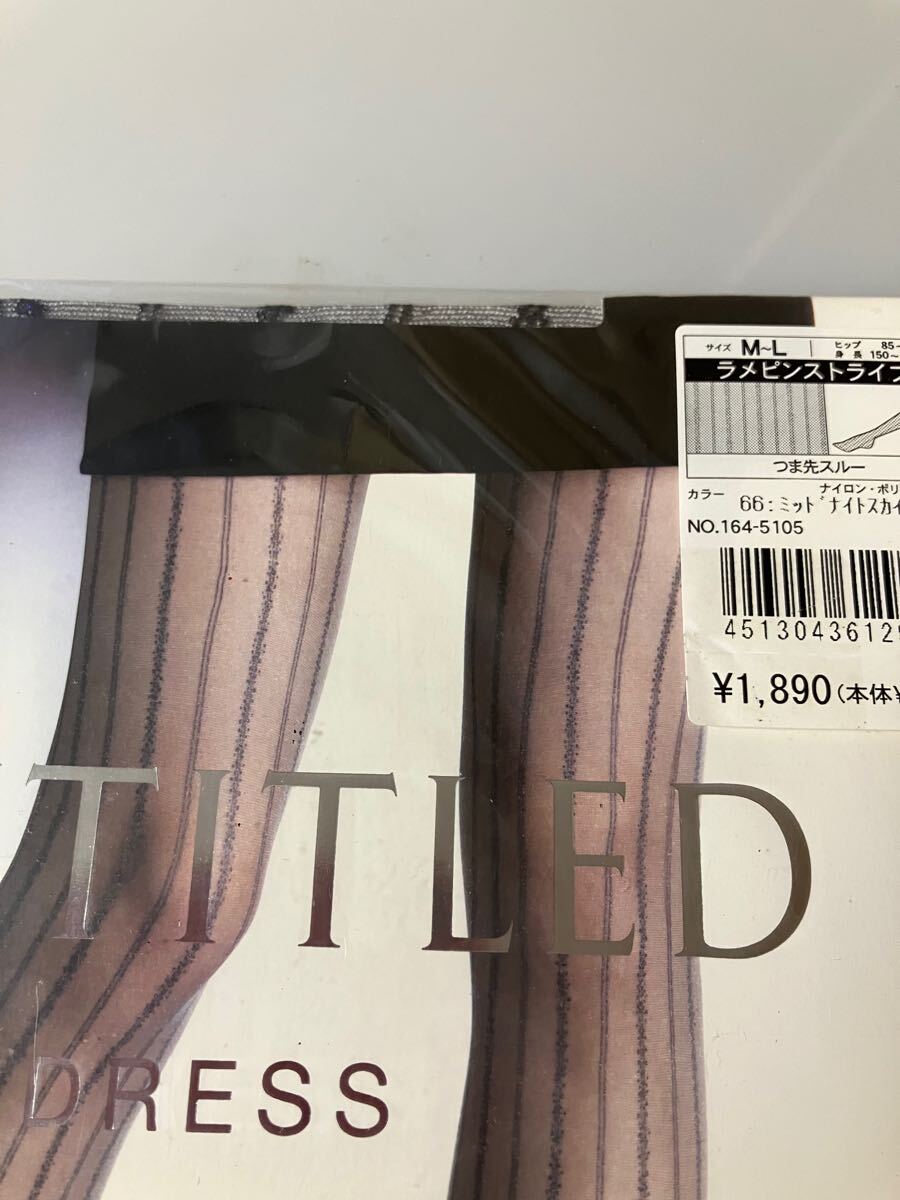 サイズ M~L ヒップ 85~
身長 150~
ラメピンストライプ
つま先スルー
ナイロン・ポリ
カラー
66:ミッドナイトスカイ
NO.164-5105
45130436129
¥1,890(本体¥
TITLED
DRESS